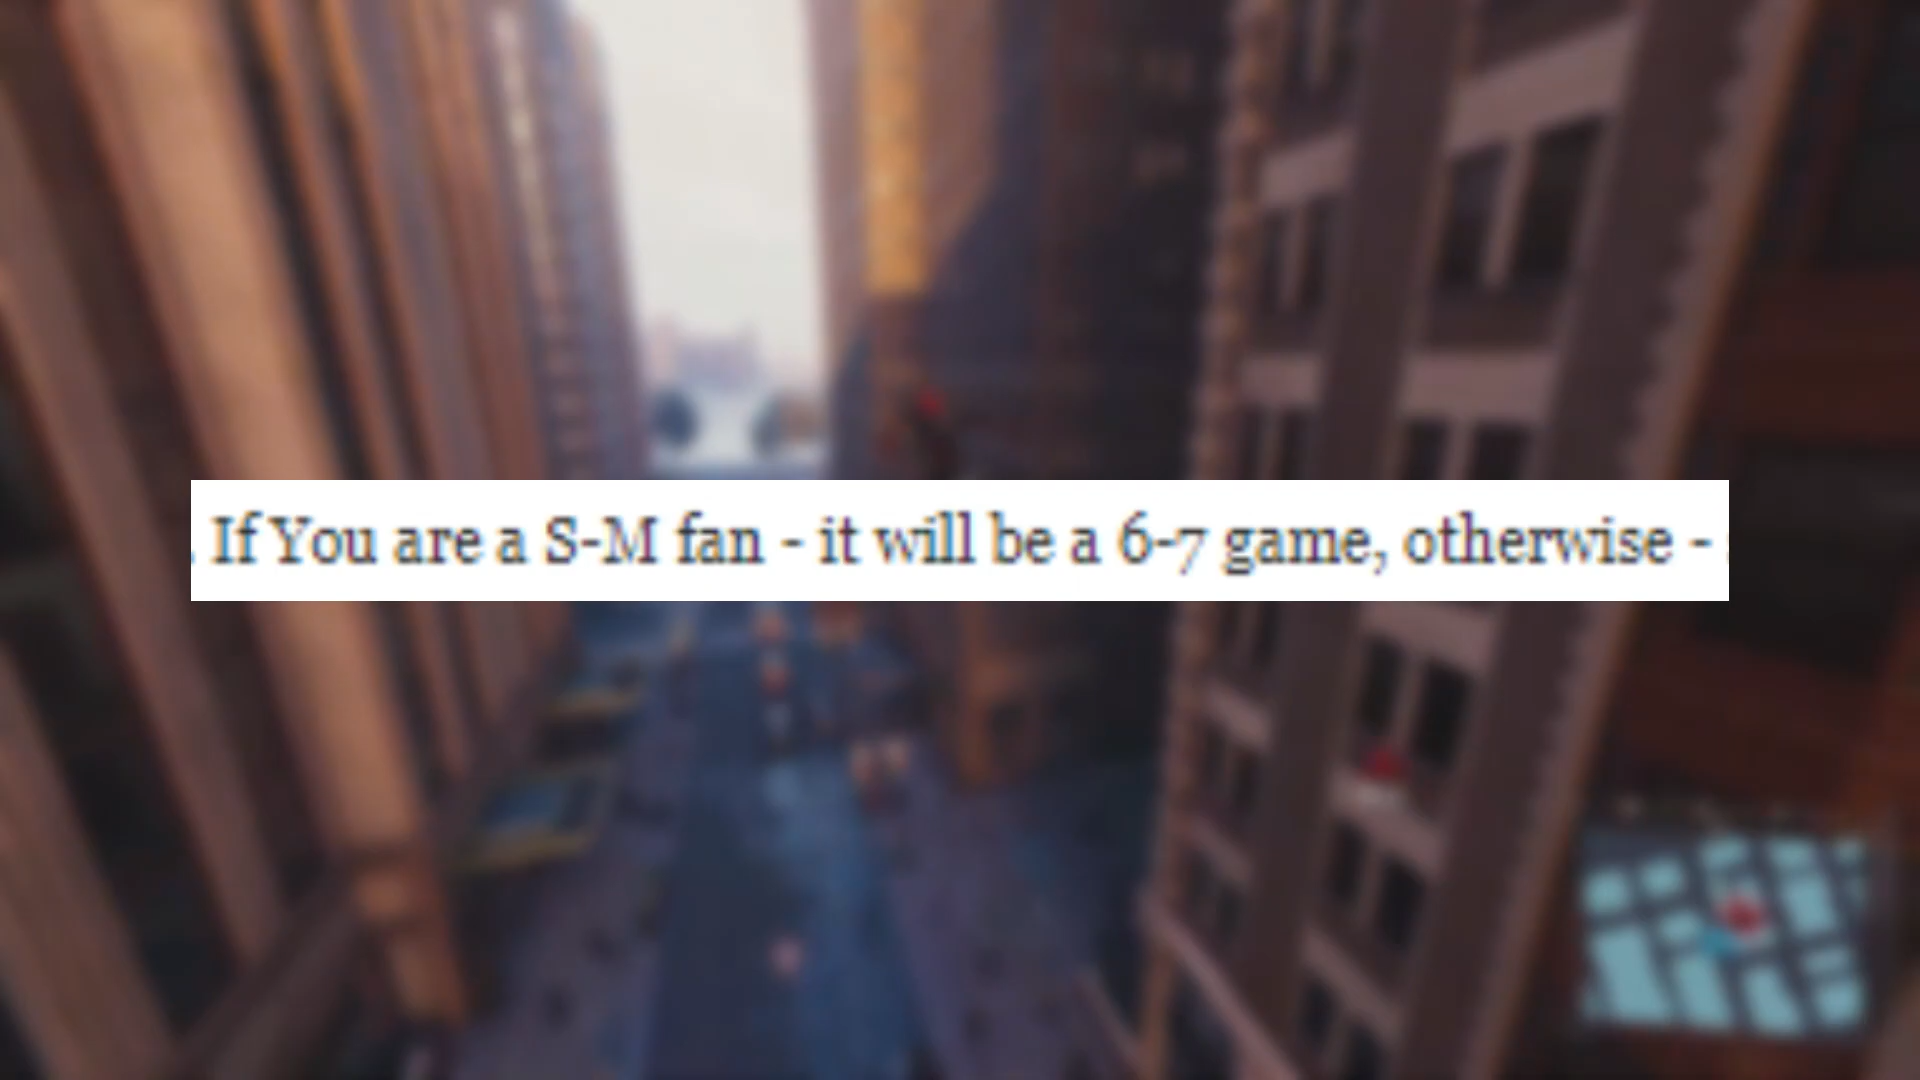 . If You are a S-M fan - it will be a 6-7 game, otherwise -